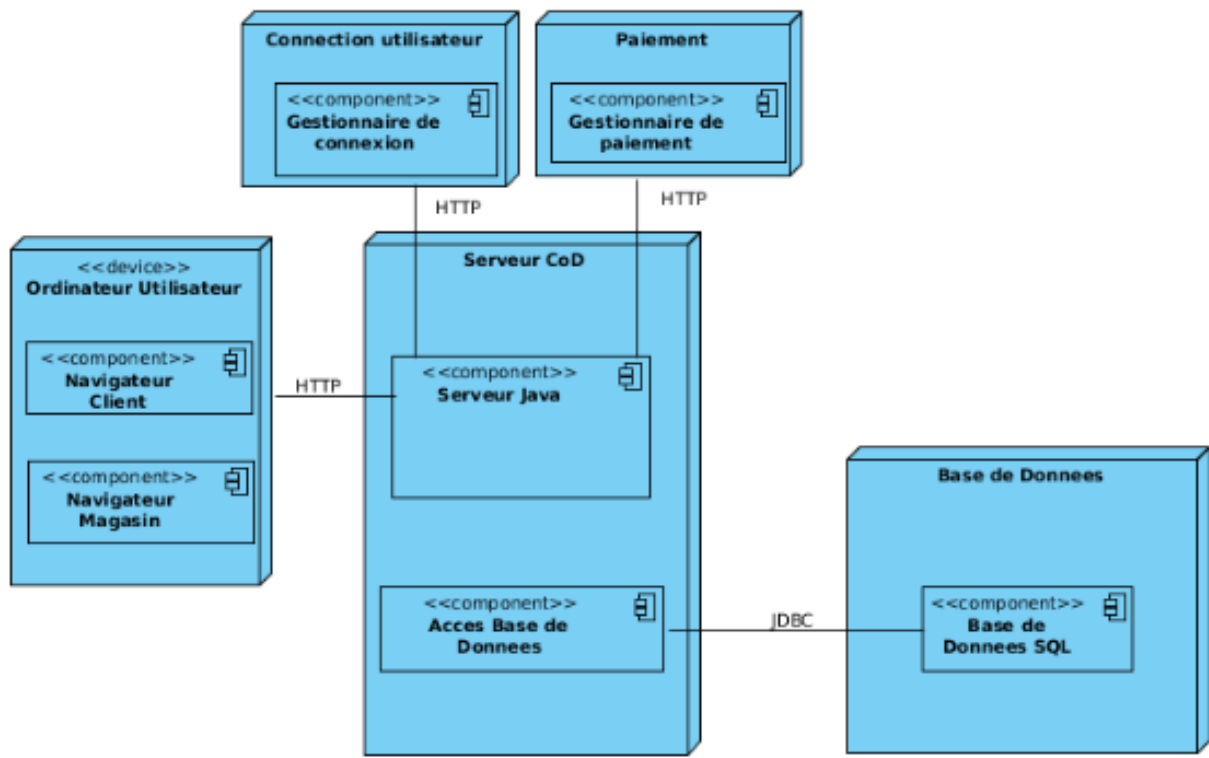 Connection utilisateur
<<component>>
Gestionnaire de
connexion
Paiement
<<component>>
Gestionnaire de
paiement
HTTP
HTTP
<<device>>
Ordinateur Utilisateur
<<component>>
Navigateur
Client
<<component>>
Navigateur
Magasin
HTTP
Serveur CoD
<<component>>
Serveur Java
<<component>>
Acces Base de
Donnees
JDBC
Base de Donnees
<<component>>
Base de
Donnees SQL